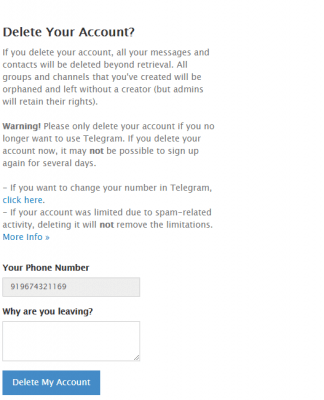 Delete Your Account?
If you delete your account, all your messages and
contacts will be deleted beyond retrieval. All
groups and channels that you've created will be
orphaned and left without a creator (but admins
will retain their rights).
Warning! Please only delete your account if you no
longer want to use Telegram. If you delete your
account now, it may not be possible to sign up
again for several days.
- If you want to change your number in Telegram,
click here.
- If your account was limited due to spam-related
activity, deleting it will not remove the limitations.
More Info »
Your Phone Number
919674321169
Why are you leaving?
Delete My Account